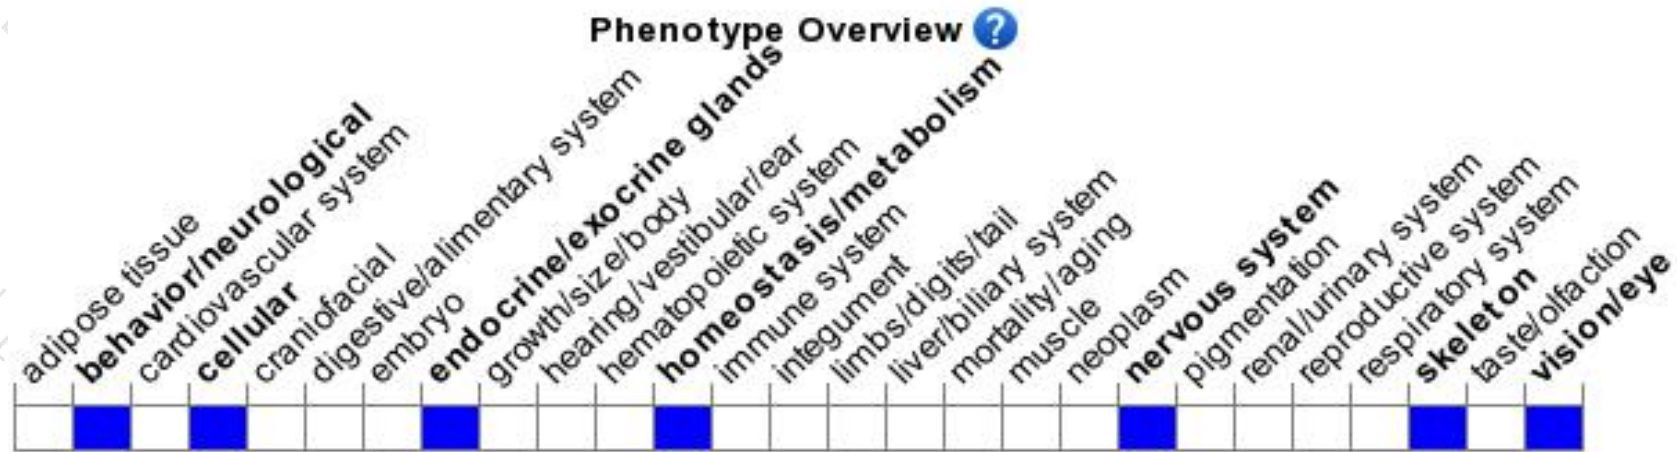 Phenotype Overview ?
adipose tissue
behavior/neurological
cardiovascular system
cellular
craniofacial
digestive/alimentary system
embryo
endocrine/exocrine glands
growth/size/body
hearing/vestibular/ear
hematopoietic system
homeostasis/metabolism
immune system
integument
limbs/digits/tail
liver/biliary system
mortality/aging
muscle
neoplasm
nervous system
pigmentation
renal/urinary system
reproductive system
respiratory system
skeleton
taste/olfaction
vision/eye